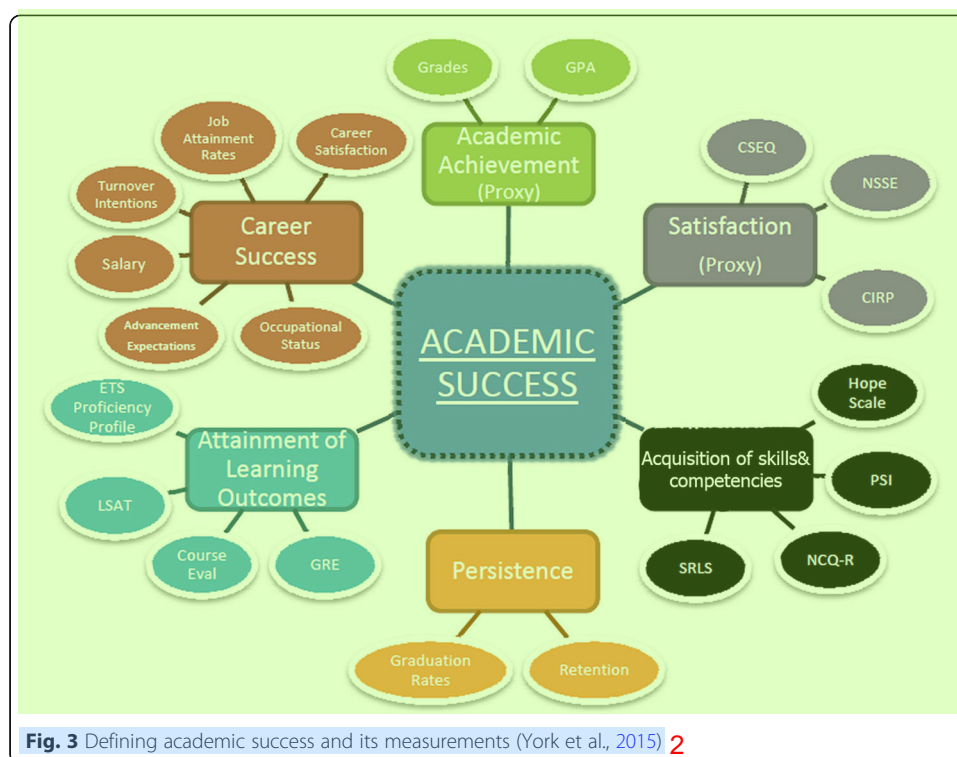 Grades
GPA
Academic
Achievement
(Proxy)
Job
Attainment
Rates
Career
Satisfaction
Turnover
Intentions
Career
Success
Salary
Advancement
Expectations
Occupational
Status
CSEQ
NSSE
Satisfaction
(Proxy)
CIRP
ACADEMIC
SUCCESS
ETS
Proficiency
Profile
Attainment of
Learning
Outcomes
LSAT
Course
Eval
GRE
Hope
Scale
Acquisition of skills&
competencies
PSI
SRLS
NCQ-R
Persistence
Graduation
Rates
Retention
Fig. 3 Defining academic success and its measurements (York et al., 2015) 2